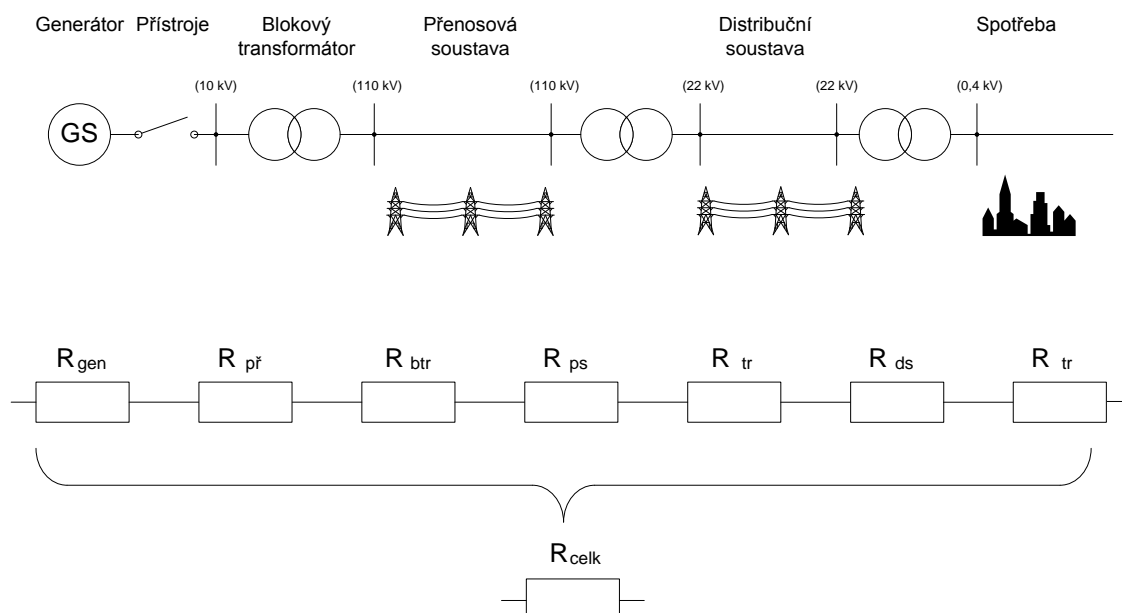 Generátor
Přístroje
Blokový
transformátor
Přenosová
soustava
Distribuční
soustava
Spotřeba
(10 kV)
(110 kV)
(110 kV)
(22 kV)
(22 kV)
(0,4 kV)
GS
R gen
R př
R btr
R ps
R tr
R ds
R tr
R celk